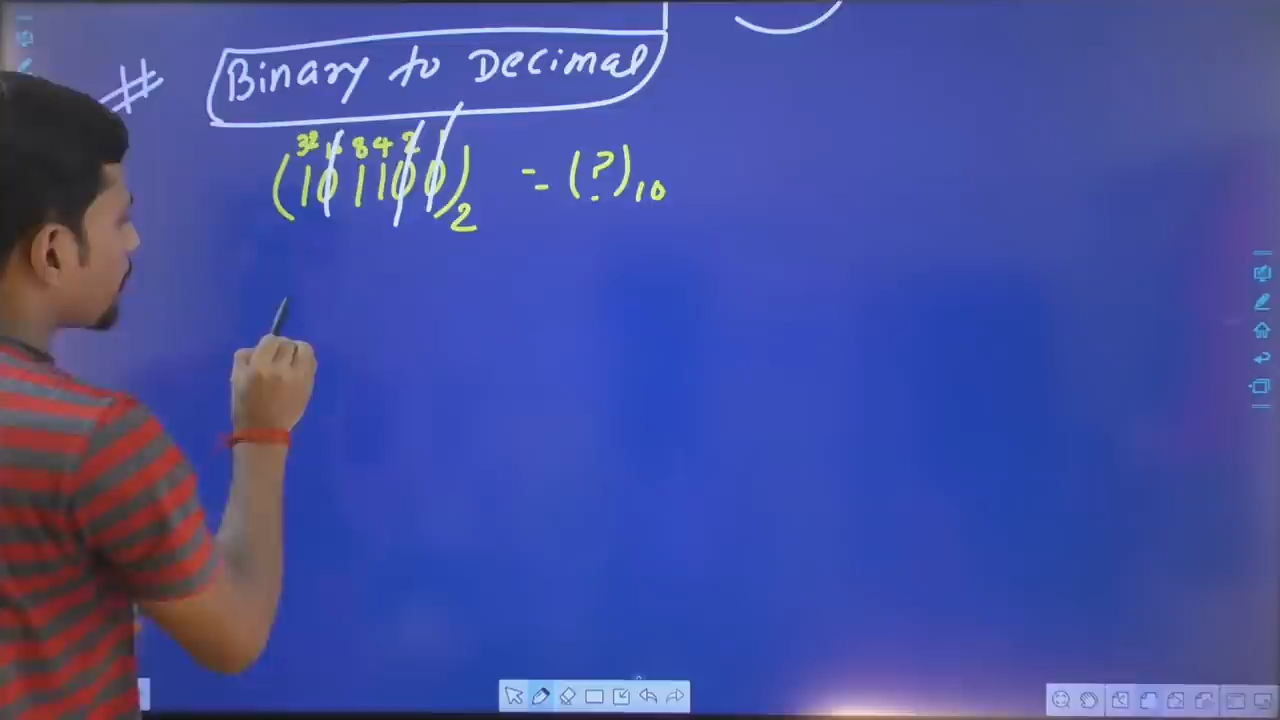 # Binary to Decimal
32 16 8 4 2 1
(101100)₂ = (?)₁₀